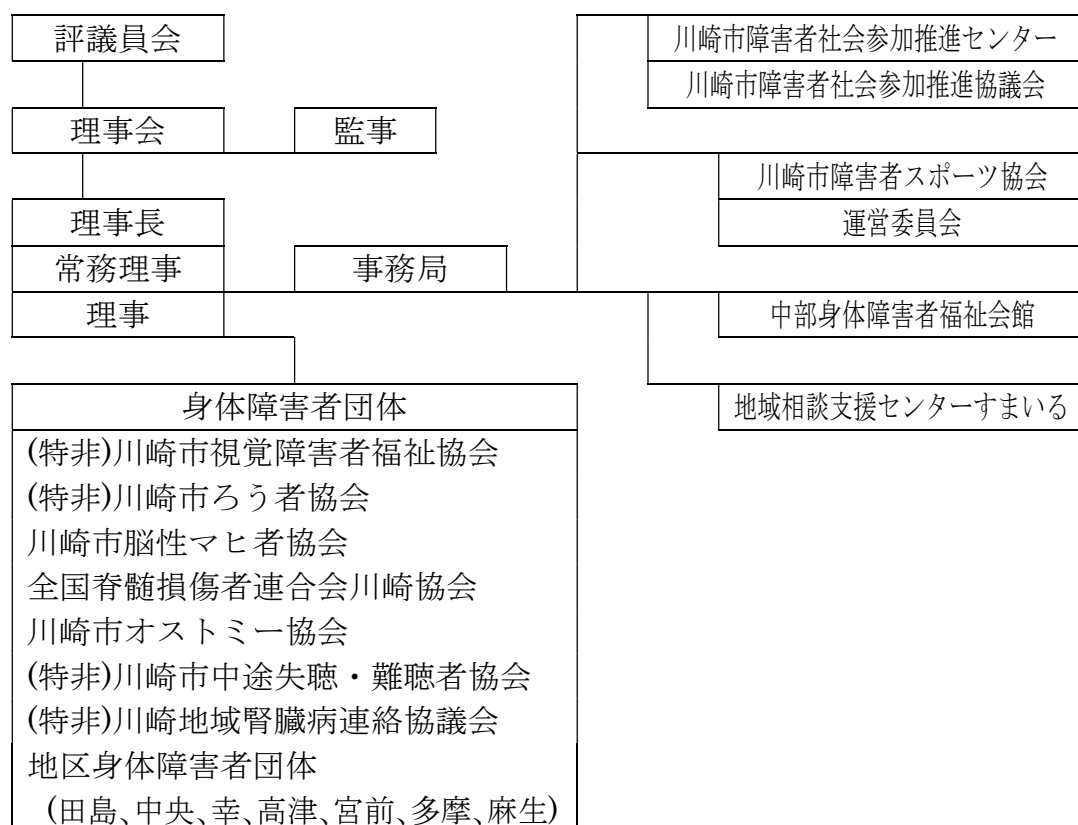 評議員会
理事会
監事
理事長
常務理事
事務局
理事
川崎市障害者社会参加推進センター
川崎市障害者社会参加推進協議会
川崎市障害者スポーツ協会
運営委員会
中部身体障害者福祉会館
地域相談支援センターすまいる
身体障害者団体
(特非)川崎市視覚障害者福祉協会
(特非)川崎市ろう者協会
川崎市脳性マヒ者協会
全国脊髄損傷者連合会川崎協会
川崎市オストミー協会
(特非)川崎市中途失聴・難聴者協会
(特非)川崎地域腎臓病連絡協議会
地区身体障害者団体
(田島、中央、幸、高津、宮前、多摩、麻生)